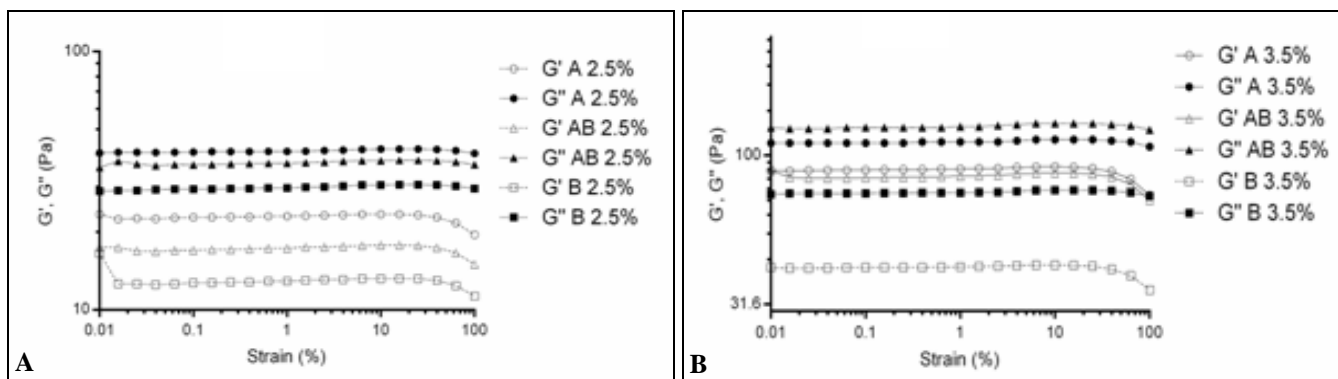 100
10
G', G" (Pa)
0.01 0.1 1 10 100
Strain (%)
G' A 2.5%
G" A 2.5%
G' AB 2.5%
G" AB 2.5%
G' B 2.5%
G" B 2.5%
A
100
31.6
G', G" (Pa)
0.01 0.1 1 10 100
Strain (%)
G' A 3.5%
G" A 3.5%
G' AB 3.5%
G" AB 3.5%
G' B 3.5%
G" B 3.5%
B